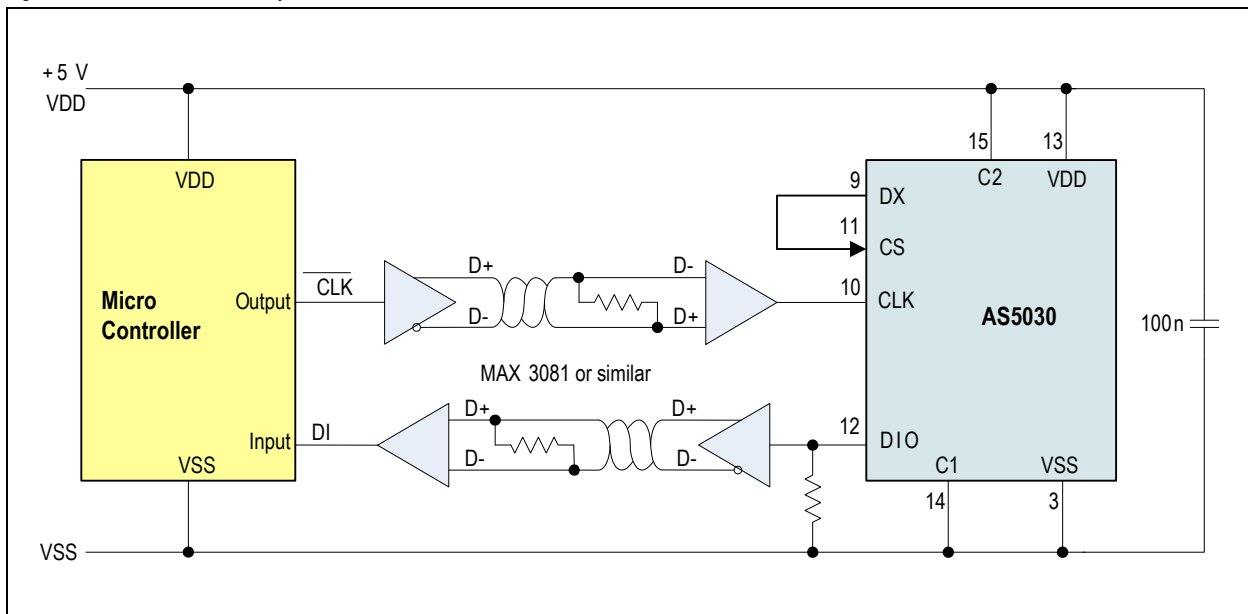 +5 V
VDD
15
13
VDD
C2
VDD
9
DX
11
CS
D+
D-
CLK
Output
10
CLK
Micro
Controller
AS5030
100n
D-
D+
MAX 3081 or similar
D+
D+
12
DIO
Input
DI
D-
D-
VSS
C1
VSS
14
3
VSS